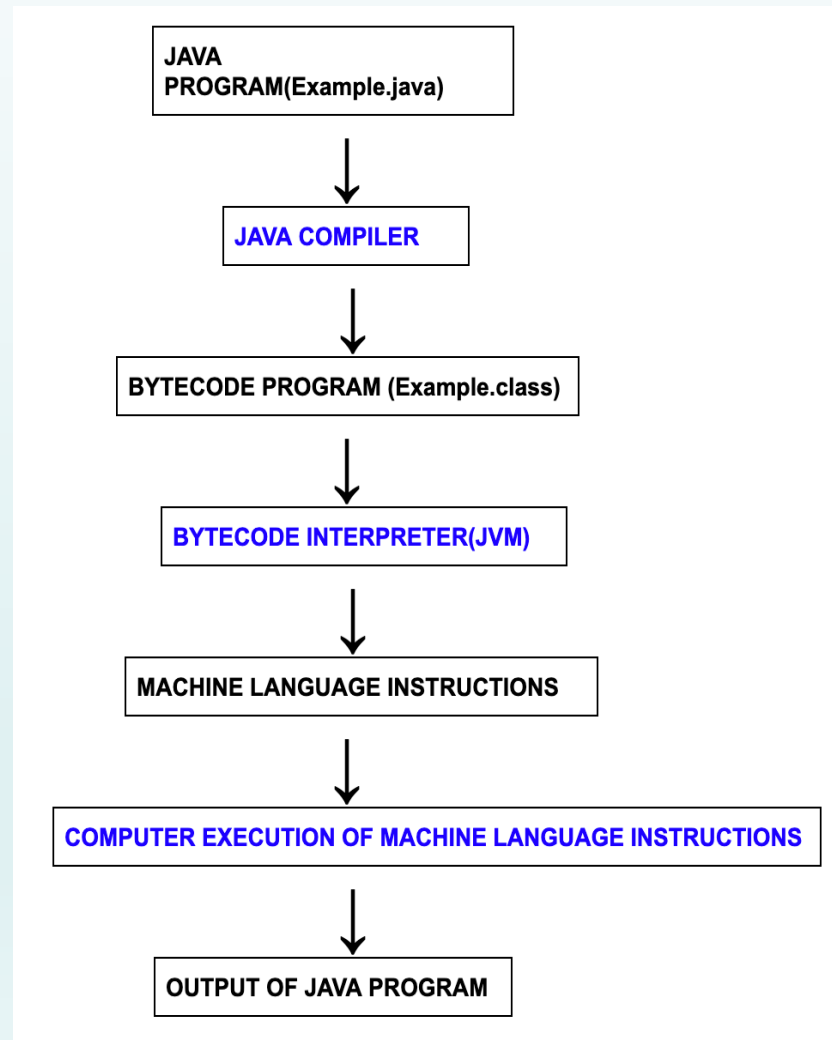 JAVA
PROGRAM(Example.java)
JAVA COMPILER
BYTECODE PROGRAM (Example.class)
BYTECODE INTERPRETER(JVM)
MACHINE LANGUAGE INSTRUCTIONS
COMPUTER EXECUTION OF MACHINE LANGUAGE INSTRUCTIONS
OUTPUT OF JAVA PROGRAM